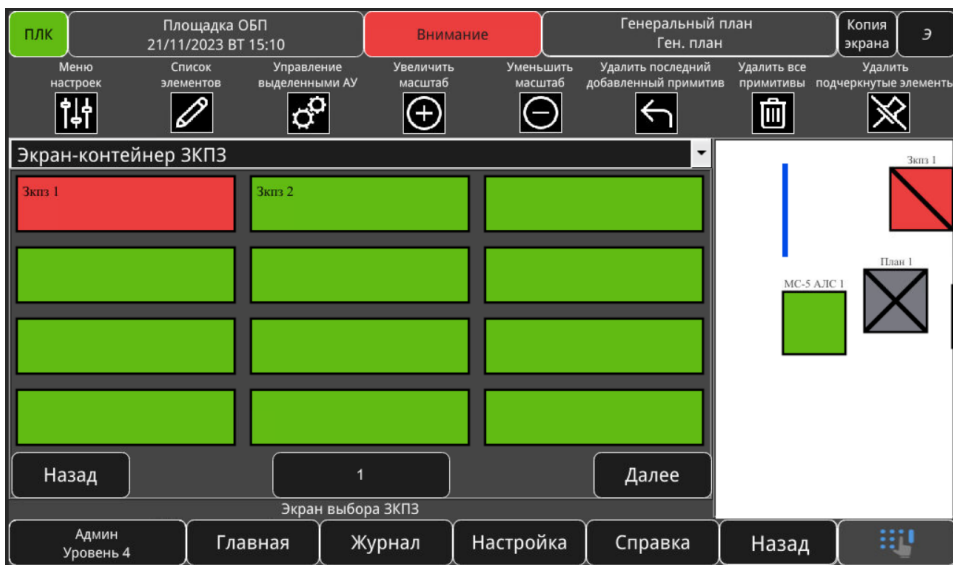 ПЛК
Площадка ОБП
21/11/2023 ВТ 15:10
Внимание
Генеральный план
Ген. план
Копия
экрана
Э
Меню
настроек
Список
элементов
Управление
выделенными АУ
Увеличить
масштаб
Уменьшить
масштаб
Удалить последний
добавленный примитив
Удалить все
примитивы
Удалить
подчеркнутые элементы
Экран-контейнер ЗКПЗ
Зкпз 1
Зкпз 2
Зкпз 1
План 1
МС-5 АЛС 1
Назад
1
Далее
Экран выбора ЗКПЗ
Админ
Уровень 4
Главная
Журнал
Настройка
Справка
Назад